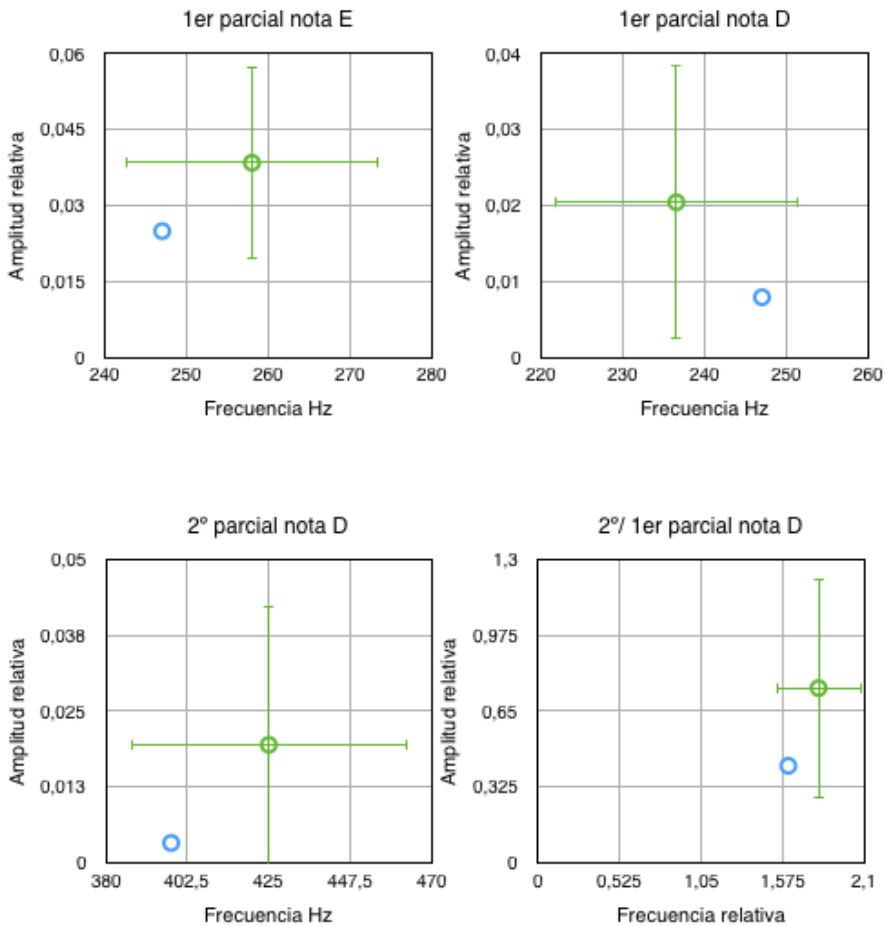 1er parcial nota E
1er parcial nota D
0,06
0,045
0,03
0,015
0
Amplitud relativa
240 250 260 270 280
Frecuencia Hz
0,04
0,03
0,02
0,01
0
Amplitud relativa
220 230 240 250 260
Frecuencia Hz
2º parcial nota D
2º/ 1er parcial nota D
0,05
0,038
0,025
0,013
0
Amplitud relativa
380 402,5 425 447,5 470
Frecuencia Hz
1,3
0,975
0,65
0,325
0
Amplitud relativa
0 0,525 1,05 1,575 2,1
Frecuencia relativa